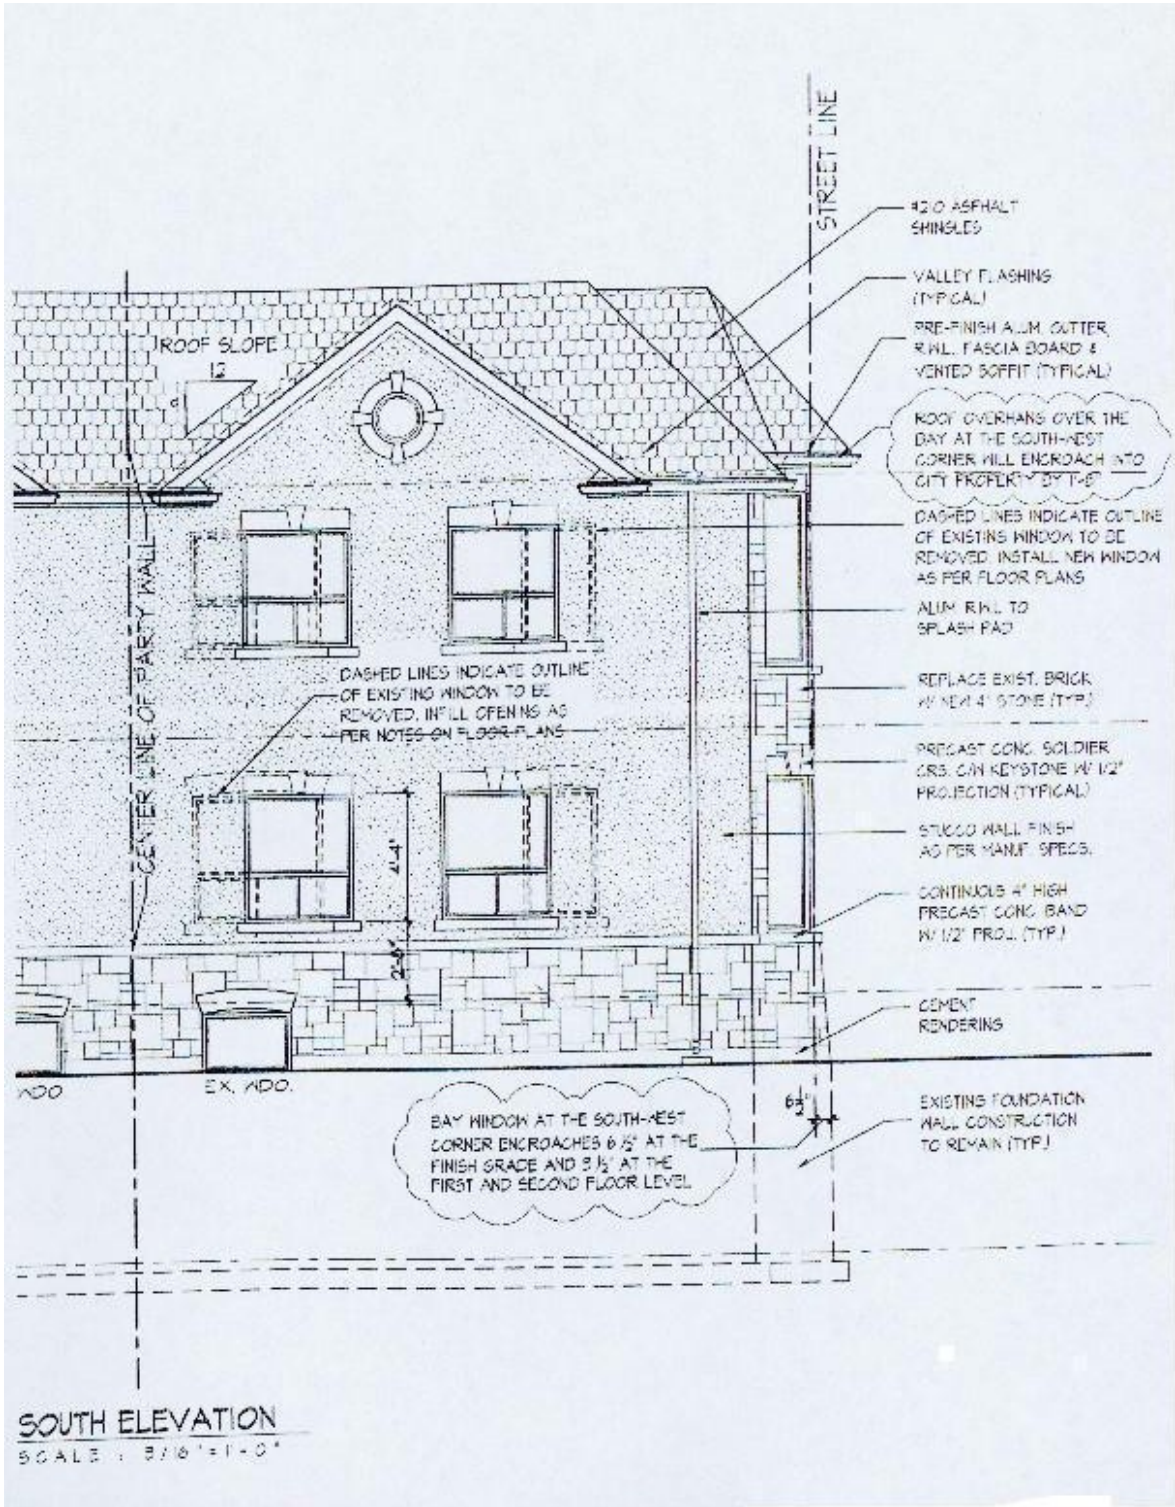 STREET LINE
#210 ASPHALT
SHINGLES
VALLEY FLASHING
(TYPICAL)
PRE-FINISH ALUM. GUTTER,
R.W.L. FASCIA BOARD &
VENTED SOFFIT (TYPICAL)
ROOF OVERHANG OVER THE
BAY AT THE SOUTH-WEST
CORNER WILL ENCROACH INTO
CITY PROPERTY BY
DASHED LINES INDICATE OUTLINE
OF EXISTING WINDOW TO BE
REMOVED. INSTALL NEW WINDOW
AS PER FLOOR PLANS
ALUM. R.W.L. TO
SPLASH PAD
REPLACE EXIST. BRICK
W/ NEW 4" STONE (TYP.)
PRECAST CONC. SOLDIER
CRS. C/W KEYSTONE W/ 1/2"
PROJECTION (TYPICAL)
STUCCO WALL FINISH
AS PER MANUF. SPECS.
CONTINUOUS 4" HIGH
PRECAST CONC. BAND
W/ 1/2" PROJ. (TYP.)
CEMENT
RENDERING
EXISTING FOUNDATION
WALL CONSTRUCTION
TO REMAIN (TYP.)
ROOF SLOPE
12
CENTER LINE OF PARTY WALL
DASHED LINES INDICATE OUTLINE
OF EXISTING WINDOW TO BE
REMOVED. INFILL OPENING AS
PER NOTES ON FLOOR PLANS
4'-4"
WDO
EX. WDO.
6 1/2"
BAY WINDOW AT THE SOUTH-WEST
CORNER ENCROACHES 6 1/2" AT THE
FINISH GRADE AND 3 1/2" AT THE
FIRST AND SECOND FLOOR LEVEL
SOUTH ELEVATION
SCALE : 3/16" = 1'-0"